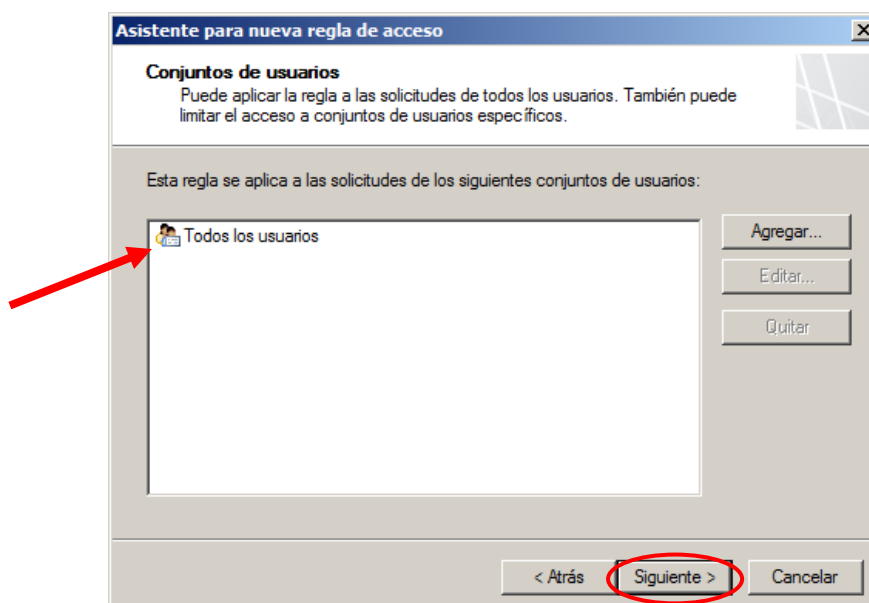 Asistente para nueva regla de acceso
Conjuntos de usuarios
Puede aplicar la regla a las solicitudes de todos los usuarios. También puede
limitar el acceso a conjuntos de usuarios específicos.
Esta regla se aplica a las solicitudes de los siguientes conjuntos de usuarios:
Todos los usuarios
Agregar...
Editar...
Quitar
< Atrás
Siguiente >
Cancelar